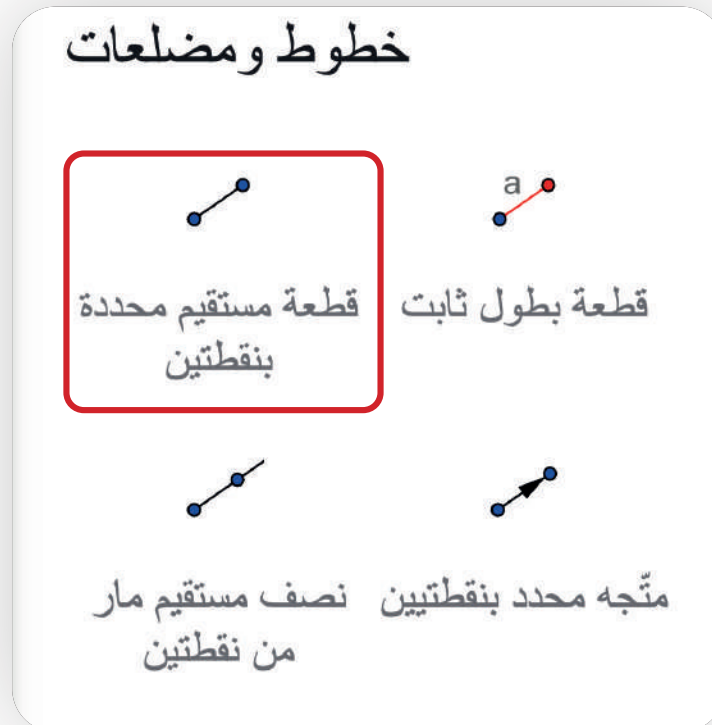 خطوط ومضلعات
a
قطعة بطول ثابت
قطعة مستقيم محددة
بنقطتين
متّجه محدد بنقطتيين
نصف مستقيم مار
من نقطتين